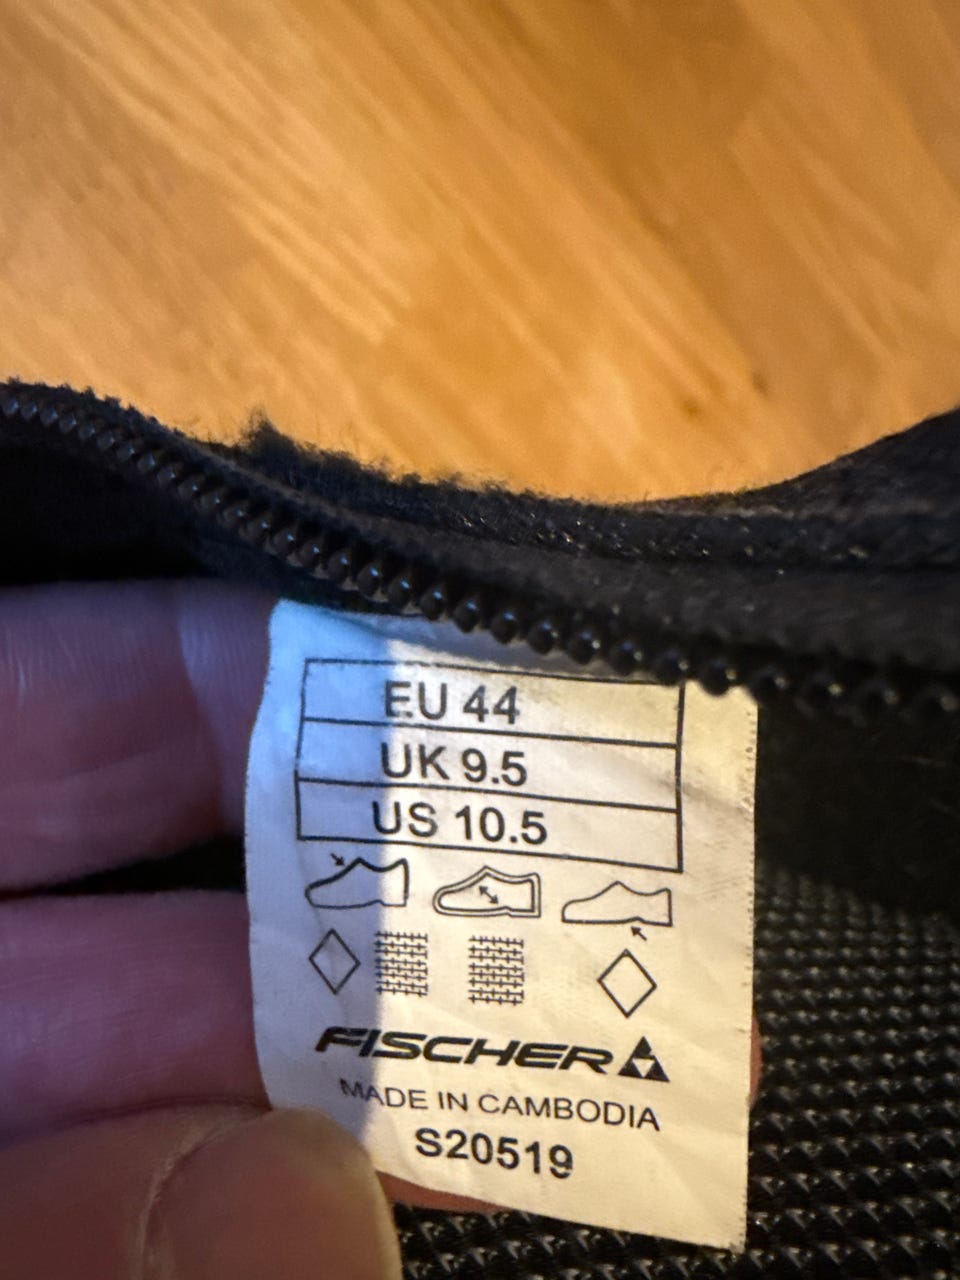 EU 44
UK 9.5
US 10.5
FISCHER
MADE IN CAMBODIA
S20519